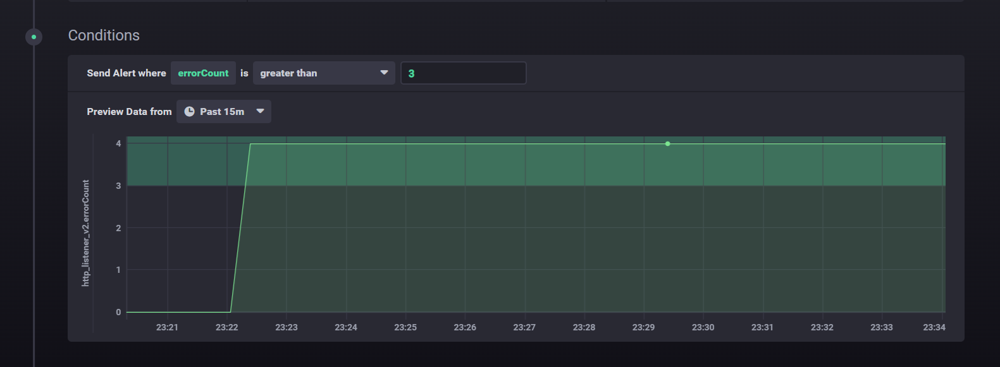 Conditions
Send Alert where errorCount is greater than 3
Preview Data from Past 15m
http_listener_v2.errorCount
4
3
2
1
0
23:21 23:22 23:23 23:24 23:25 23:26 23:27 23:28 23:29 23:30 23:31 23:32 23:33 23:34